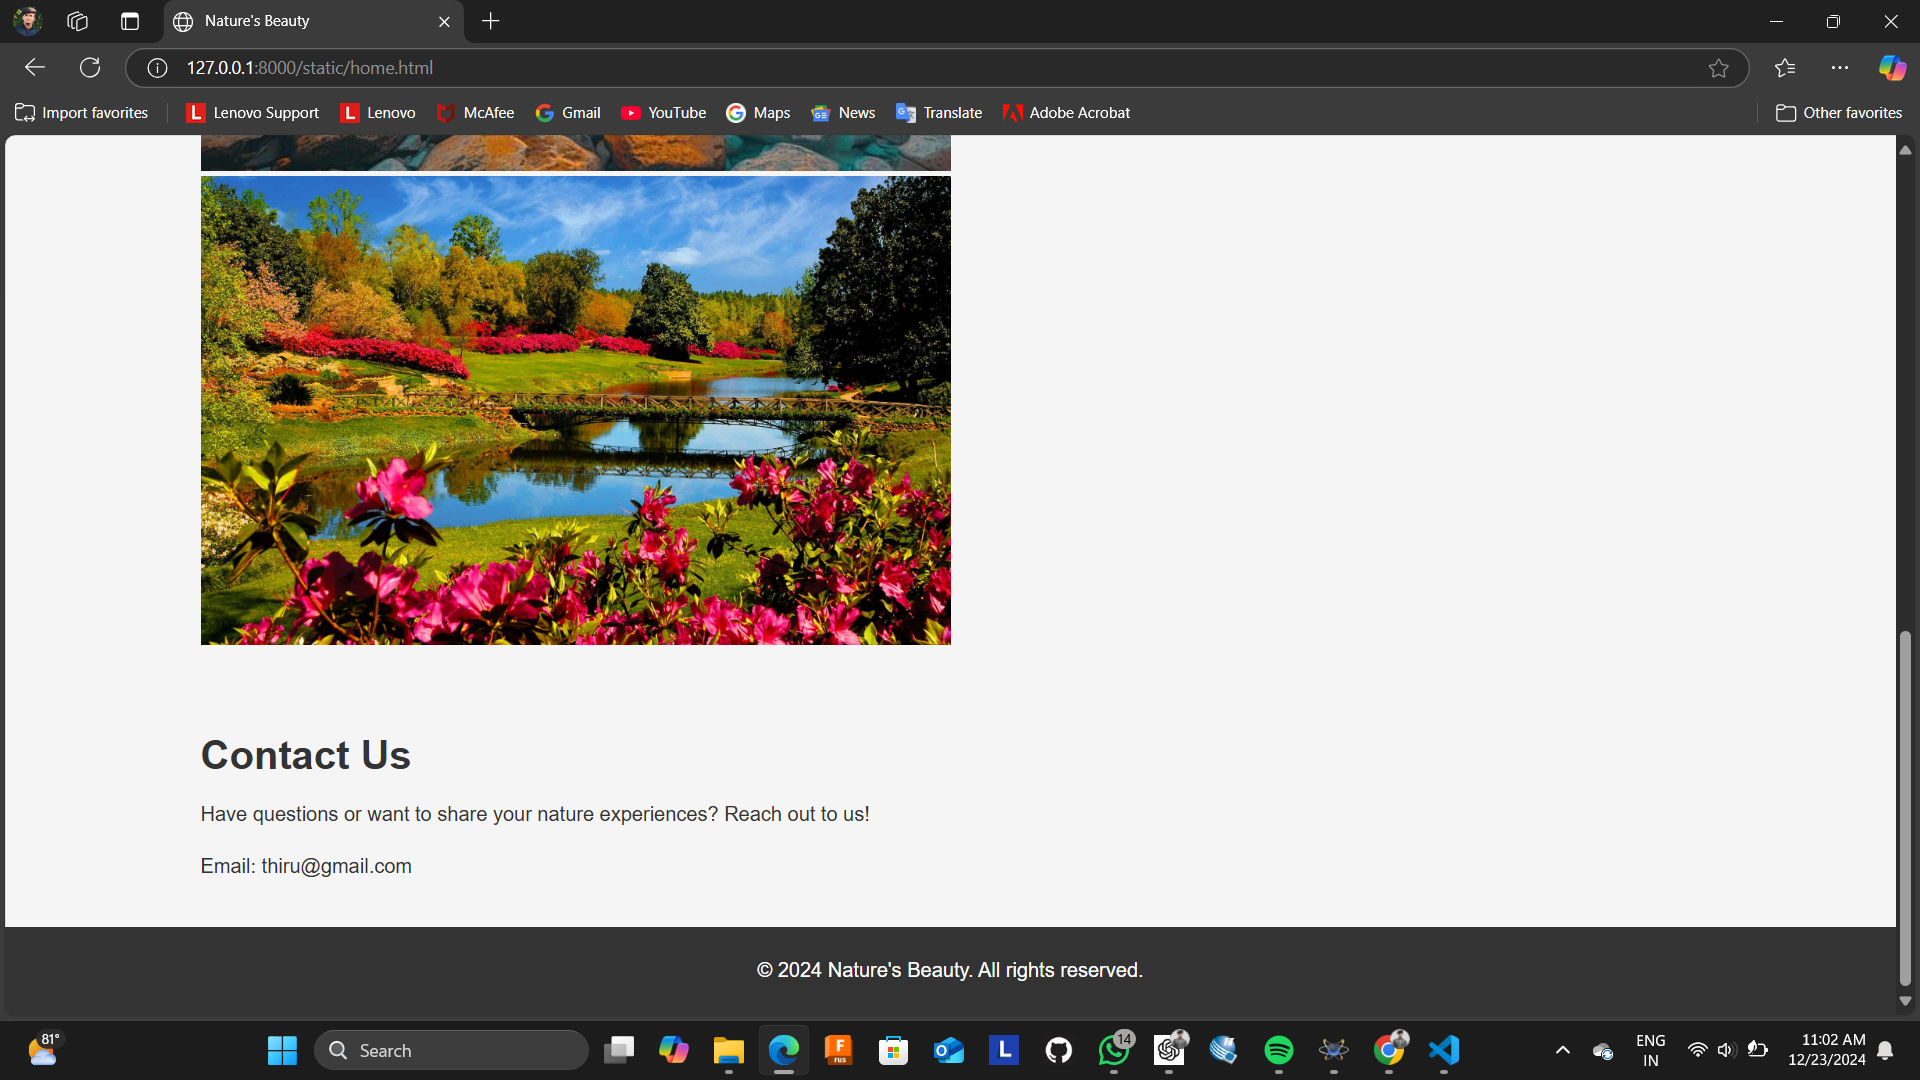 Nature's Beauty
127.0.0.1:8000/static/home.html
Import favorites
Lenovo Support
Lenovo
McAfee
Gmail
YouTube
Maps
News
Translate
Adobe Acrobat
Other favorites
Contact Us
Have questions or want to share your nature experiences? Reach out to us!
Email: thiru@gmail.com
© 2024 Nature's Beauty. All rights reserved.
81°
Search
F
FUS
L
14
ENG
IN
11:02 AM
12/23/2024